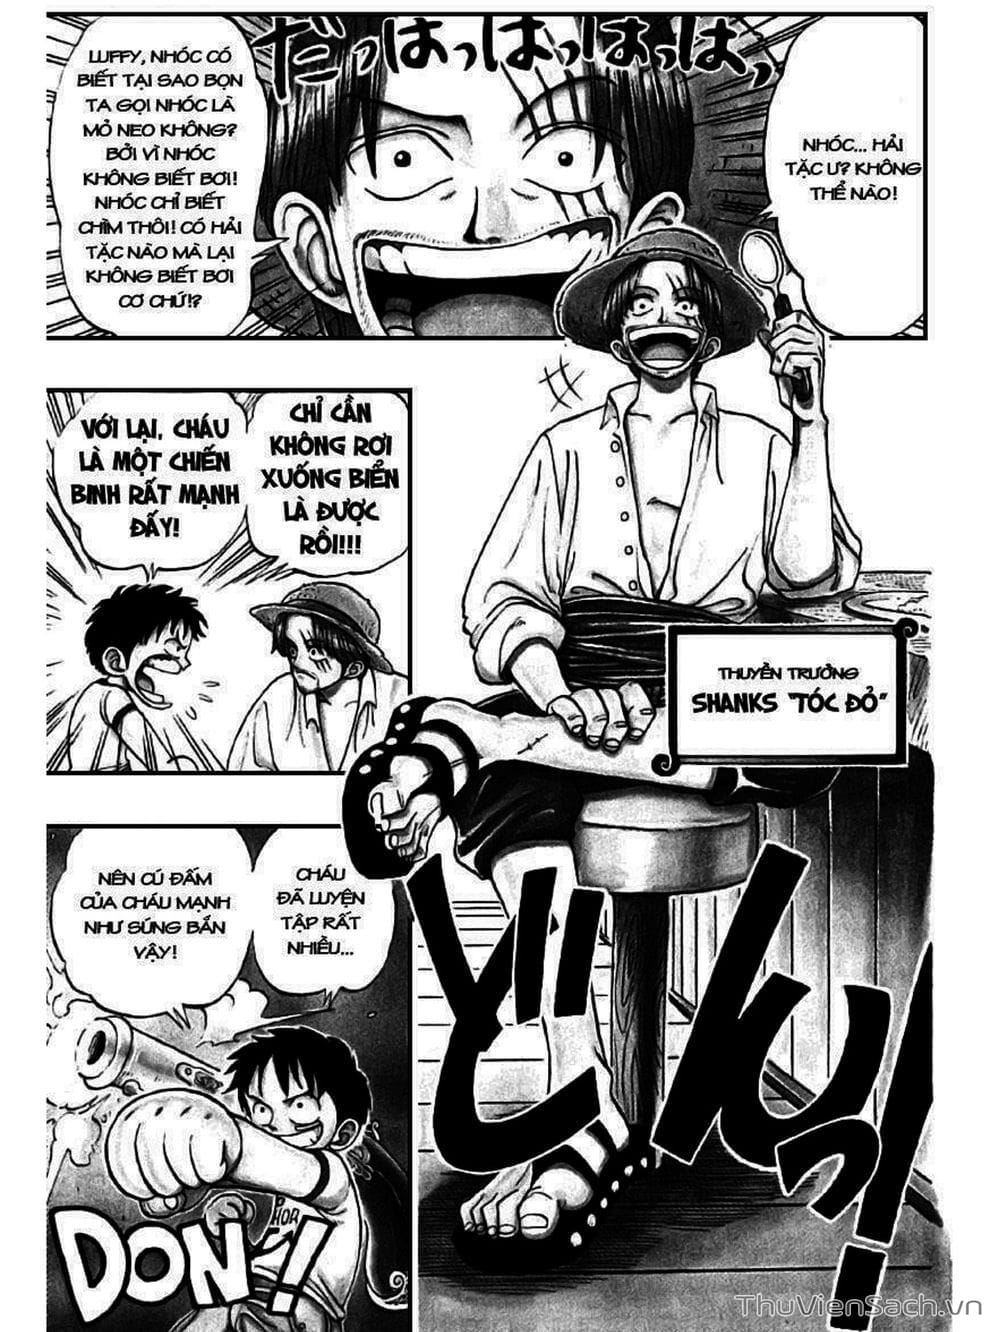 だっはっはっはっは、
NHÓC... HẢI
TẶC Ư? KHÔNG
THỂ NÀO!
LUFFY, NHÓC CÓ
BIẾT TẠI SAO BỌN
TA GỌI NHÓC LÀ
MỎ NEO KHÔNG?
BỞI VÌ NHÓC
KHÔNG BIẾT BƠI!
NHÓC CHỈ BIẾT
CHÌM THÔI! CÓ HẢI
TẶC NÀO MÀ LẠI
KHÔNG BIẾT BƠI
CƠ CHỨ!?
CHỈ CẦN
KHÔNG RƠI
XUỐNG BIỂN
LÀ ĐƯỢC
RỒI!!!
VỚI LẠI, CHÁU
LÀ MỘT CHIẾN
BINH RẤT MẠNH
ĐẤY!
THUYỀN TRƯỞNG
SHANKS "TÓC ĐỎ"
どんっ!
CHÁU
ĐÃ LUYỆN
TẬP RẤT
NHIỀU...
NÊN CÚ ĐẤM
CỦA CHÁU MẠNH
NHƯ SÚNG BẮN
VẬY!
DON!
ThuVienSach.vn